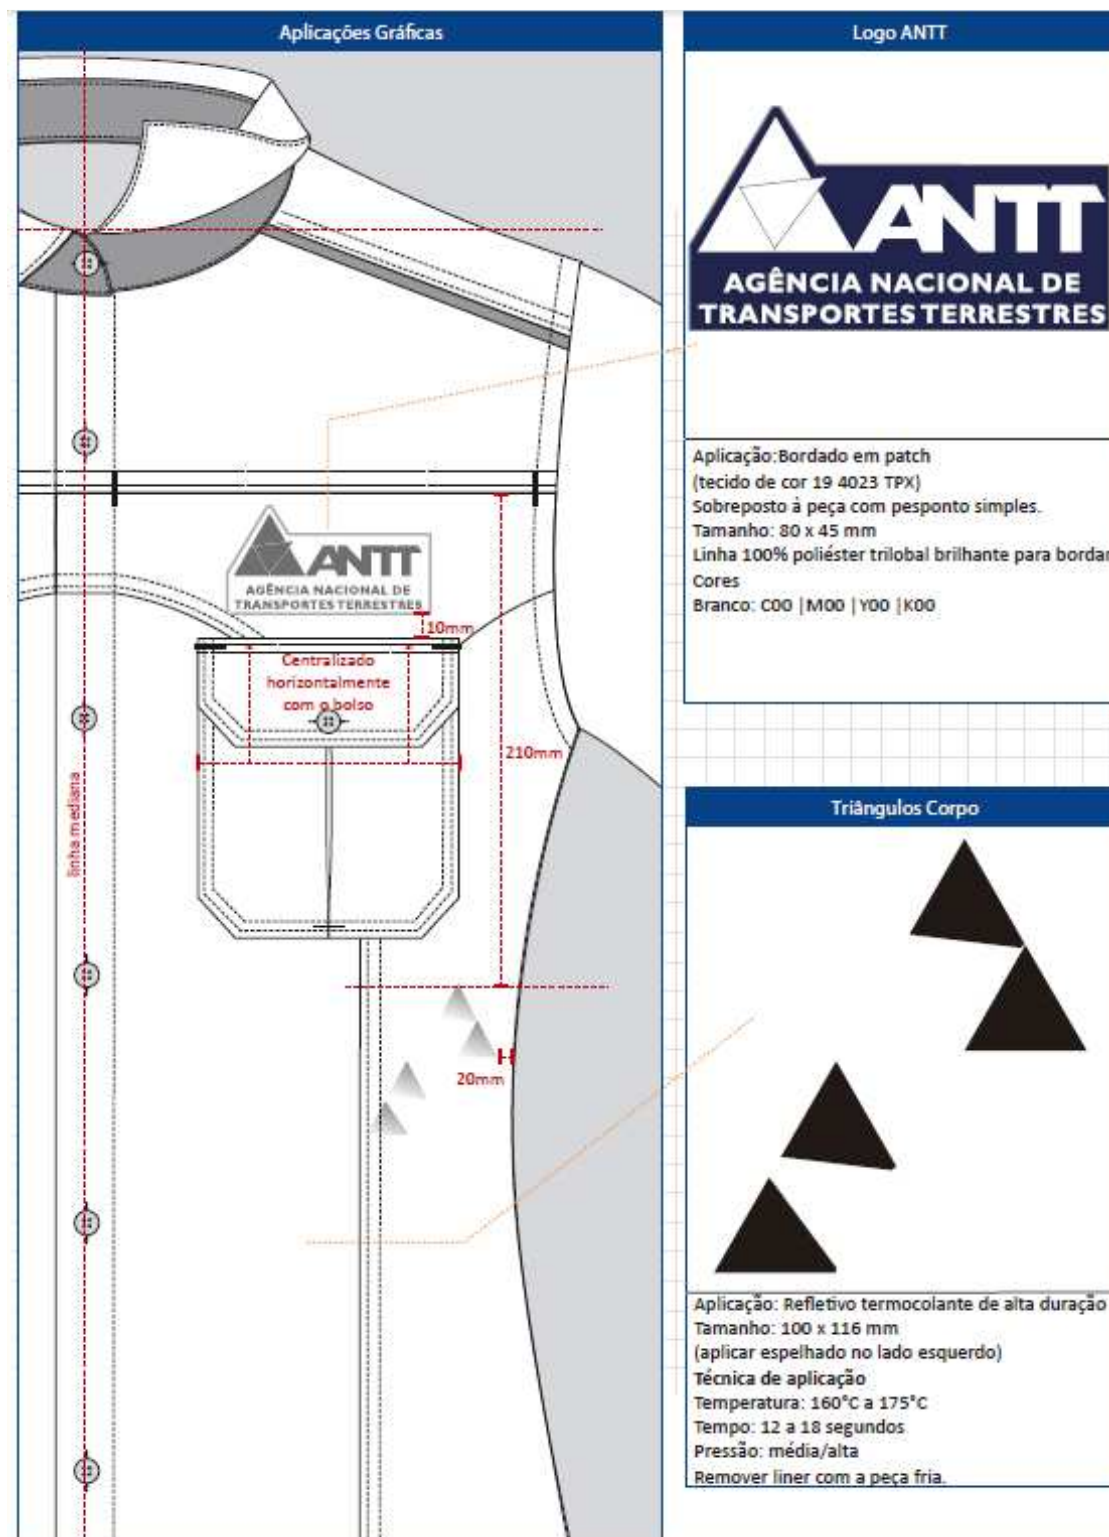 Aplicações Gráficas
AGÊNCIA NACIONAL DE
TRANSPORTES TERRESTRES
ANTT
10mm
Centralizado
horizontalmente
com o bolso
210mm
linha mediana
20mm
Logo ANTT
ANTT
AGÊNCIA NACIONAL DE
TRANSPORTES TERRESTRES
Aplicação:Bordado em patch
(tecido de cor 19 4023 TPX)
Sobreposto à peça com pesponto simples.
Tamanho: 80 x 45 mm
Linha 100% poliéster trilobal brilhante para bordar
Cores
Branco: C00 |M00 |Y00 |K00
Triângulos Corpo
Aplicação: Refletivo termocolante de alta duração
Tamanho: 100 x 116 mm
(aplicar espelhado no lado esquerdo)
Técnica de aplicação
Temperatura: 160°C a 175°C
Tempo: 12 a 18 segundos
Pressão: média/alta
Remover liner com a peça fria.